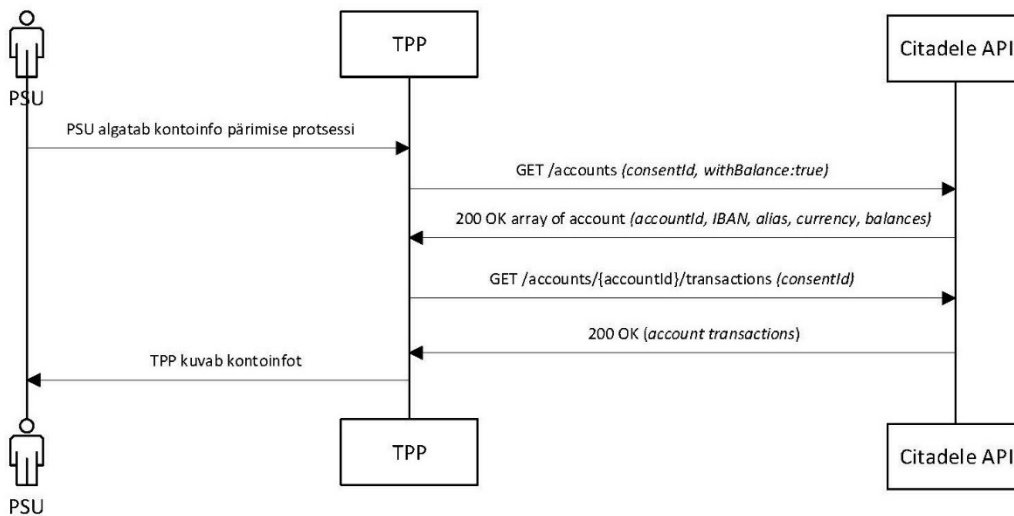 PSU
TPP
Citadele API
PSU algatab kontoinfo pärimise protsessi
GET /accounts (consentId, withBalance:true)
200 OK array of account (accountId, IBAN, alias, currency, balances)
GET /accounts/{accountId}/transactions (consentId)
200 OK (account transactions)
TPP kuvab kontoinfot
PSU
TPP
Citadele API